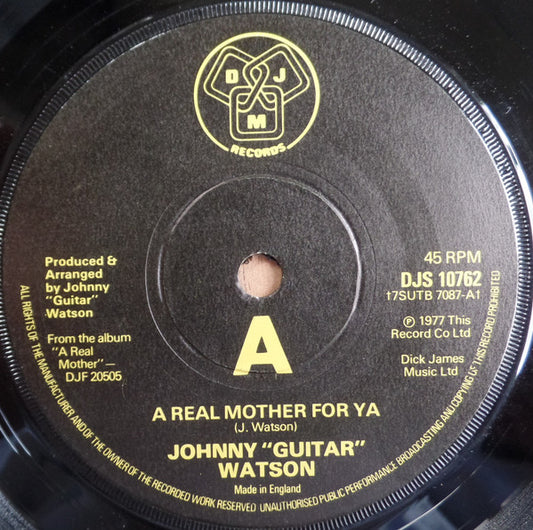 D J
M
RECORDS
Produced &
Arranged
by Johnny
"Guitar"
Watson
From the album
"A Real
Mother"—
DJF 20505
45 RPM
DJS 10762
†7SUTB 7087-A†
℗ 1977 This
Record Co Ltd
Dick James
Music Ltd
A
A REAL MOTHER FOR YA
(J. Watson)
JOHNNY "GUITAR"
WATSON
Made in England
ALL RIGHTS OF THE MANUFACTURER AND OF THE OWNER OF THE RECORDED WORK RESERVED UNAUTHORISED PUBLIC PERFORMANCE BROADCASTING AND COPYING OF THIS RECORD PROHIBITED